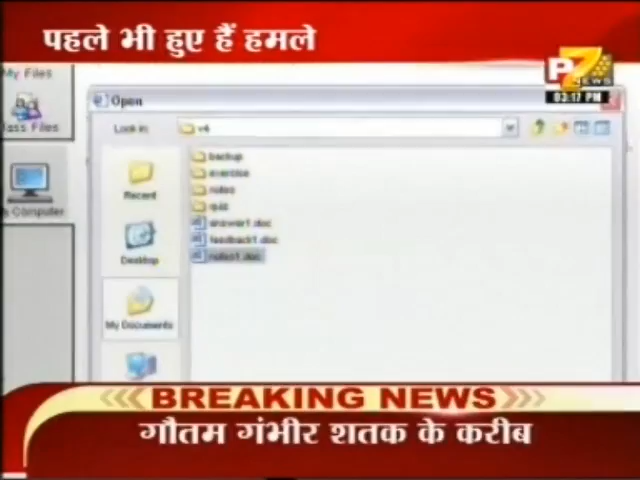 पहले भी हुए हैं हमले
P7 NEWS
03:17 PM
My Files
ass Files
Computer
Open
Look in:
v4
backup
exercise
notes
quiz
answer1.doc
feedback1.doc
notes1.doc
Recent
Desktop
My Documents
BREAKING NEWS
गौतम गंभीर शतक के करीब